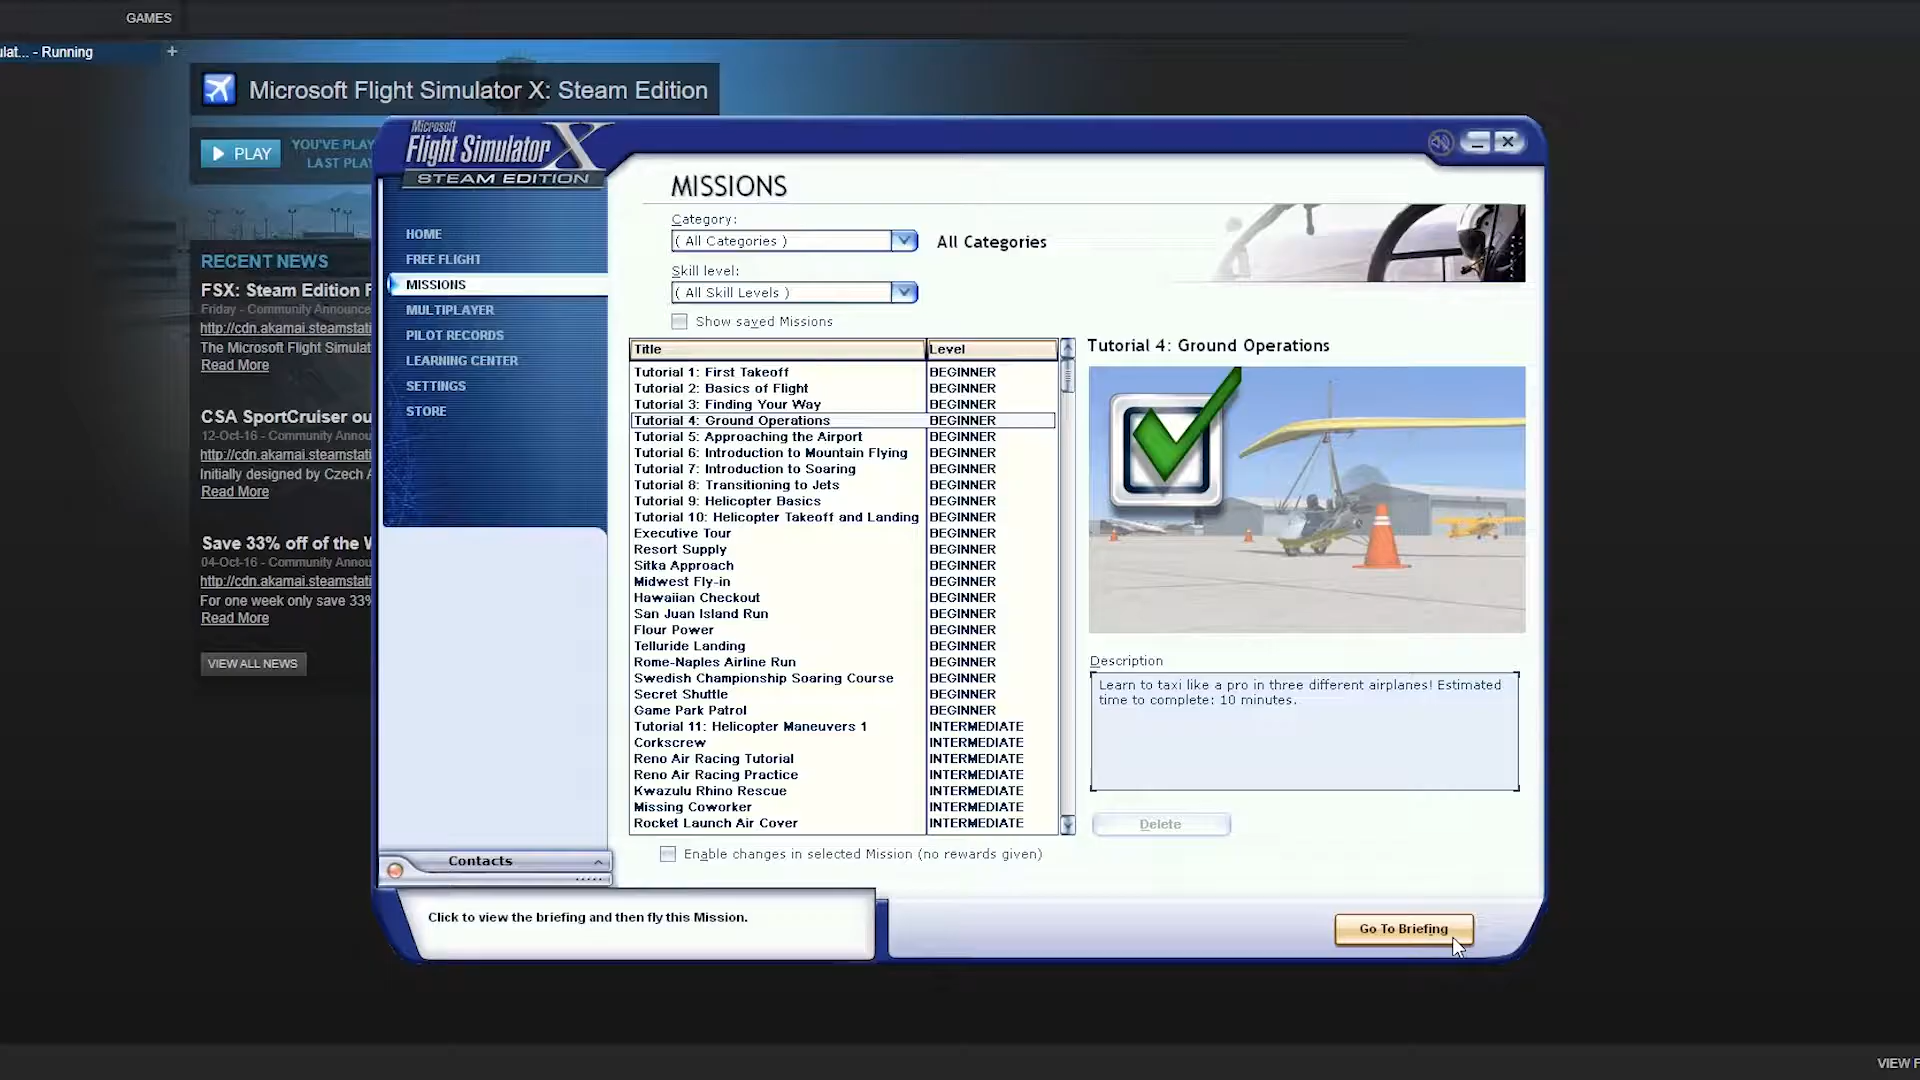 GAMES
ulat... - Running
+
Microsoft Flight Simulator X: Steam Edition
PLAY
YOU'VE PLAY
LAST PLA
RECENT NEWS
FSX: Steam Edition F
Friday - Community Announce
http://cdn.akamai.steamstati
The Microsoft Flight Simulat
Read More
CSA SportCruiser ou
12-Oct-16 - Community Annou
http://cdn.akamai.steamstati
Initially designed by Czech A
Read More
Save 33% off of the W
04-Oct-16 - Community Annou
http://cdn.akamai.steamstati
For one week only save 33%
Read More
VIEW ALL NEWS
Microsoft
Flight Simulator X
STEAM EDITION
HOME
FREE FLIGHT
MISSIONS
MULTIPLAYER
PILOT RECORDS
LEARNING CENTER
SETTINGS
STORE
Contacts
MISSIONS
Category:
( All Categories )
All Categories
Skill level:
( All Skill Levels )
Show saved Missions
Title Level
Tutorial 1: First Takeoff BEGINNER
Tutorial 2: Basics of Flight BEGINNER
Tutorial 3: Finding Your Way BEGINNER
Tutorial 4: Ground Operations BEGINNER
Tutorial 5: Approaching the Airport BEGINNER
Tutorial 6: Introduction to Mountain Flying BEGINNER
Tutorial 7: Introduction to Soaring BEGINNER
Tutorial 8: Transitioning to Jets BEGINNER
Tutorial 9: Helicopter Basics BEGINNER
Tutorial 10: Helicopter Takeoff and Landing BEGINNER
Executive Tour BEGINNER
Resort Supply BEGINNER
Sitka Approach BEGINNER
Midwest Fly-in BEGINNER
Hawaiian Checkout BEGINNER
San Juan Island Run BEGINNER
Flour Power BEGINNER
Telluride Landing BEGINNER
Rome-Naples Airline Run BEGINNER
Swedish Championship Soaring Course BEGINNER
Secret Shuttle BEGINNER
Game Park Patrol BEGINNER
Tutorial 11: Helicopter Maneuvers 1 INTERMEDIATE
Corkscrew INTERMEDIATE
Reno Air Racing Tutorial INTERMEDIATE
Reno Air Racing Practice INTERMEDIATE
Kwazulu Rhino Rescue INTERMEDIATE
Missing Coworker INTERMEDIATE
Rocket Launch Air Cover INTERMEDIATE
Enable changes in selected Mission (no rewards given)
Tutorial 4: Ground Operations
Description
Learn to taxi like a pro in three different airplanes! Estimated
time to complete: 10 minutes.
Delete
Click to view the briefing and then fly this Mission.
Go To Briefing
VIEW F